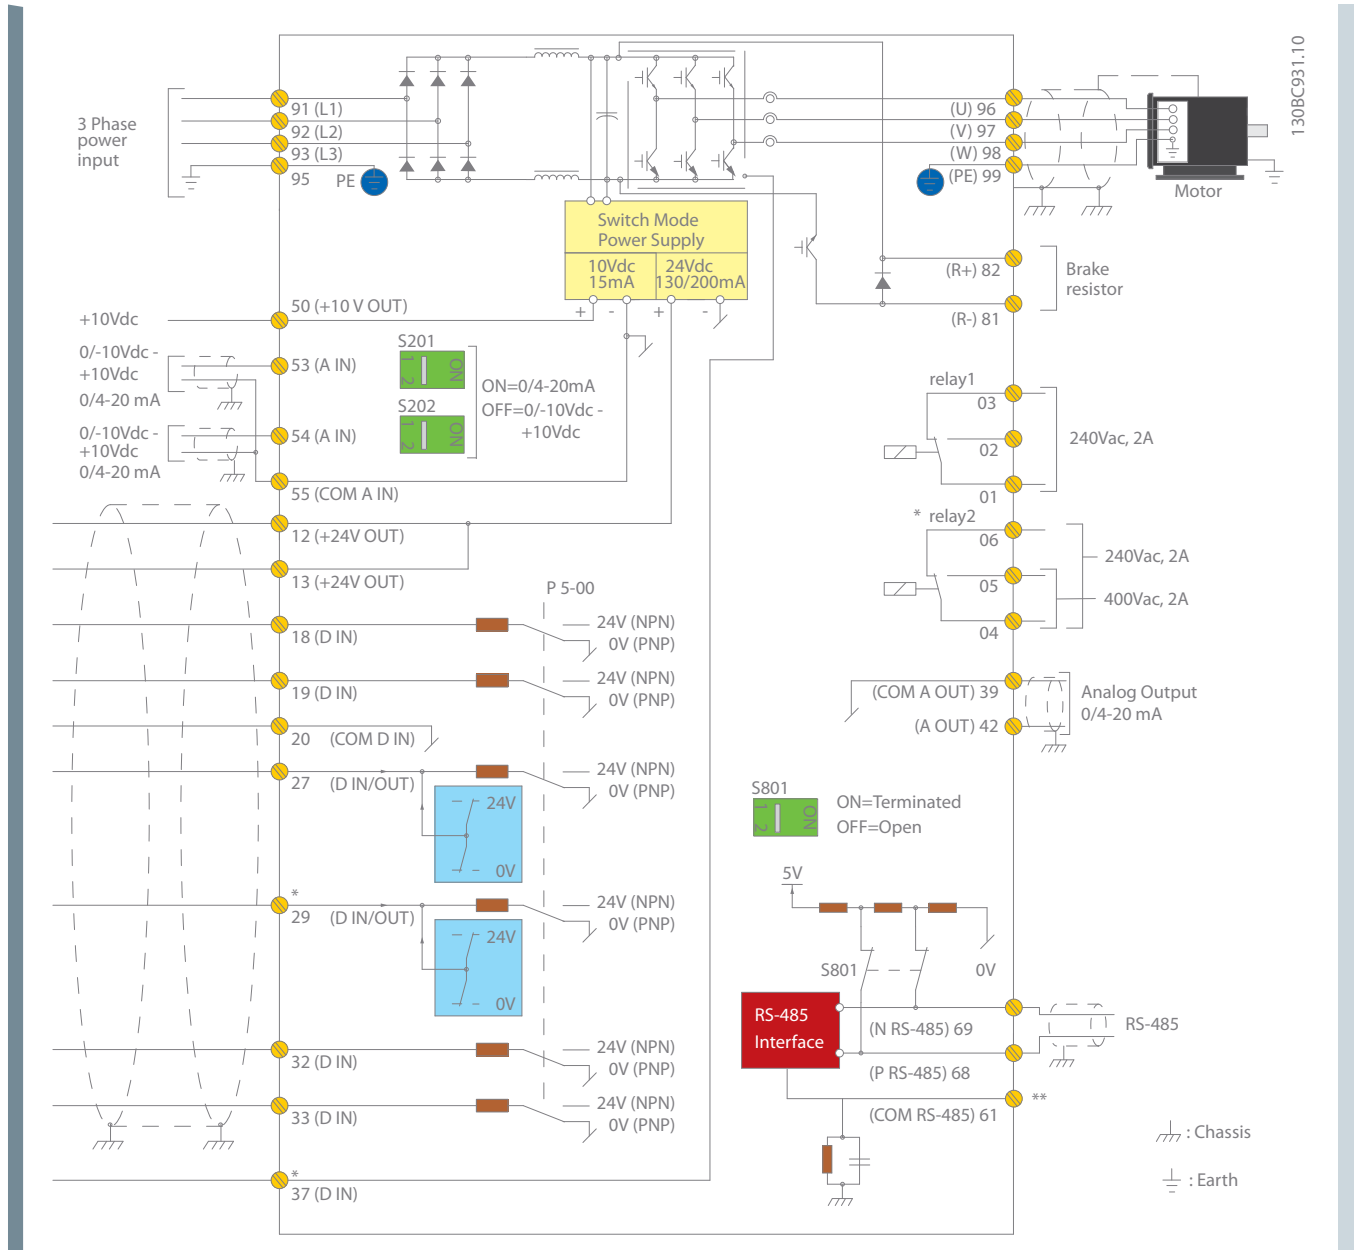 130BC931.10
3 Phase
power
input
91 (L1)
92 (L2)
93 (L3)
95
PE
(U) 96
(V) 97
(W) 98
(PE) 99
Motor
Switch Mode
Power Supply
10Vdc
15mA
24Vdc
130/200mA
+ - + -
(R+) 82
(R-) 81
Brake
resistor
+10Vdc
50 (+10 V OUT)
0/-10Vdc -
+10Vdc
0/4-20 mA
53 (A IN)
0/-10Vdc -
+10Vdc
0/4-20 mA
54 (A IN)
55 (COM A IN)
S201
1 2 ON
S202
1 2 ON
ON=0/4-20mA
OFF=0/-10Vdc -
+10Vdc
relay1
03
02
01
240Vac, 2A
* relay2
06
05
04
240Vac, 2A
400Vac, 2A
12 (+24V OUT)
13 (+24V OUT)
P 5-00
18 (D IN)
24V (NPN)
0V (PNP)
19 (D IN)
24V (NPN)
0V (PNP)
20 (COM D IN)
27 (D IN/OUT)
24V (NPN)
0V (PNP)
24V
0V
*
29 (D IN/OUT)
24V (NPN)
0V (PNP)
24V
0V
32 (D IN)
24V (NPN)
0V (PNP)
33 (D IN)
24V (NPN)
0V (PNP)
*
37 (D IN)
(COM A OUT) 39
(A OUT) 42
Analog Output
0/4-20 mA
S801
1 2 ON
ON=Terminated
OFF=Open
5V
S801
0V
RS-485
Interface
(N RS-485) 69
(P RS-485) 68
(COM RS-485) 61
**
RS-485
: Chassis
: Earth